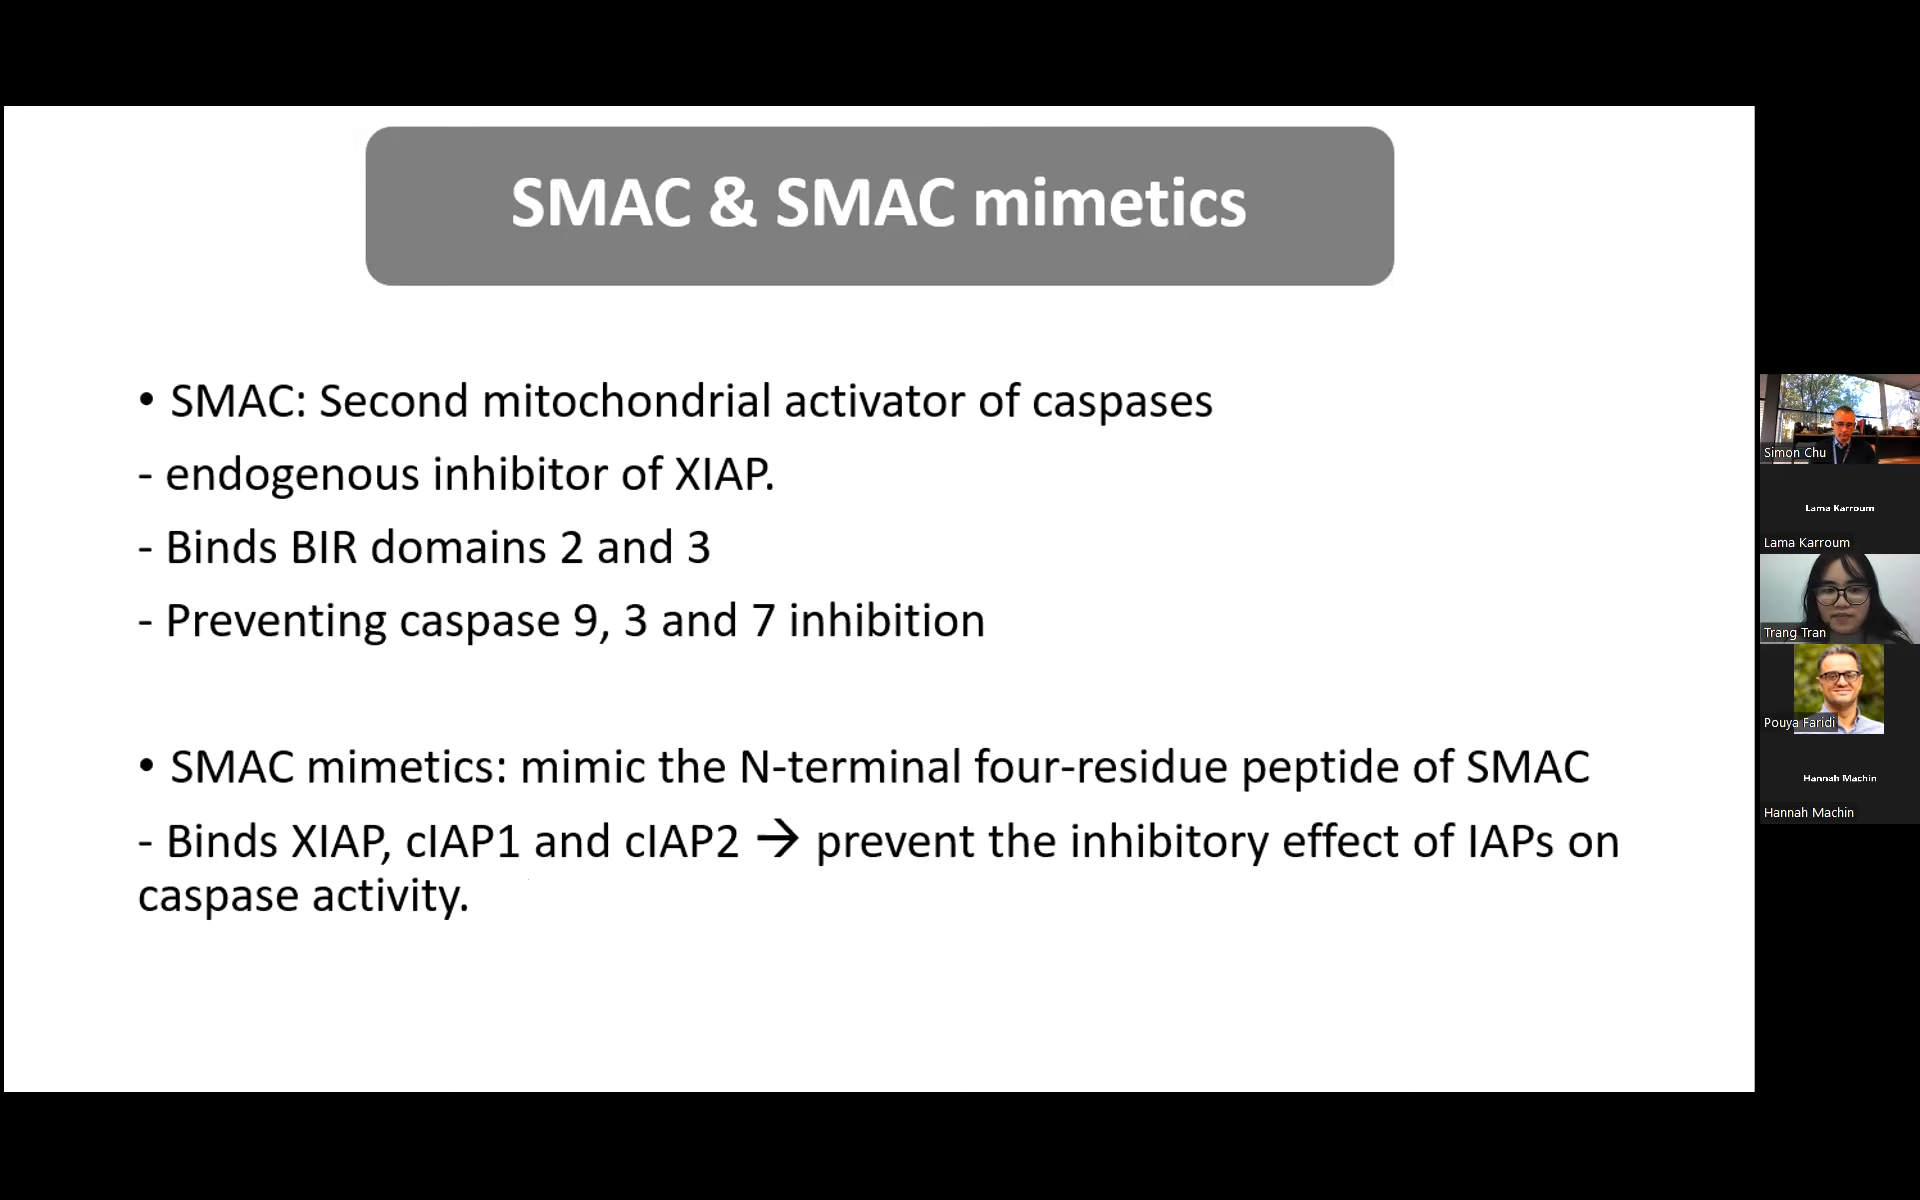 SMAC & SMAC mimetics
• SMAC: Second mitochondrial activator of caspases
- endogenous inhibitor of XIAP.
- Binds BIR domains 2 and 3
- Preventing caspase 9, 3 and 7 inhibition
• SMAC mimetics: mimic the N-terminal four-residue peptide of SMAC
- Binds XIAP, cIAP1 and cIAP2 → prevent the inhibitory effect of IAPs on
caspase activity.
Simon Chu
Lama Karroum
Lama Karroum
Trang Tran
Pouya Faridi
Hannah Machin
Hannah Machin